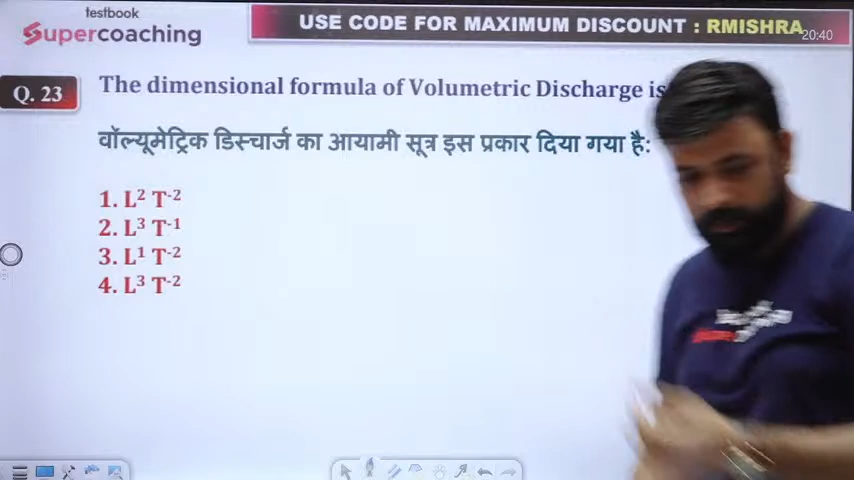 testbook
Supercoaching
USE CODE FOR MAXIMUM DISCOUNT : RMISHRA
20:40
Q. 23
The dimensional formula of Volumetric Discharge is
वॉल्यूमेट्रिक डिस्चार्ज का आयामी सूत्र इस प्रकार दिया गया है:
1. L² T⁻²
2. L³ T⁻¹
3. L¹ T⁻²
4. L³ T⁻²